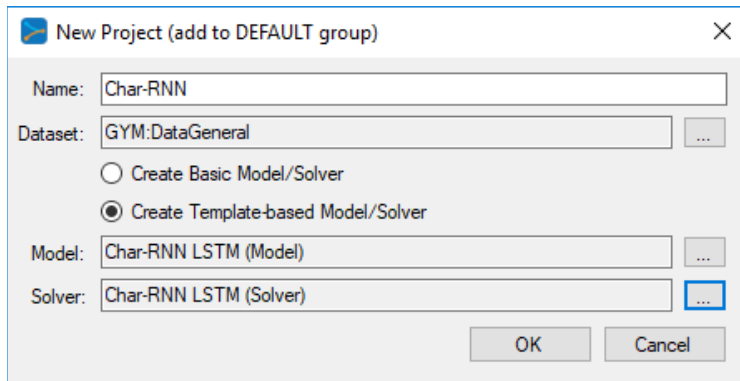 New Project (add to DEFAULT group)
Name: Char-RNN
Dataset: GYM:DataGeneral ...
Create Basic Model/Solver
Create Template-based Model/Solver
Model: Char-RNN LSTM (Model) ...
Solver: Char-RNN LSTM (Solver) ...
OK Cancel